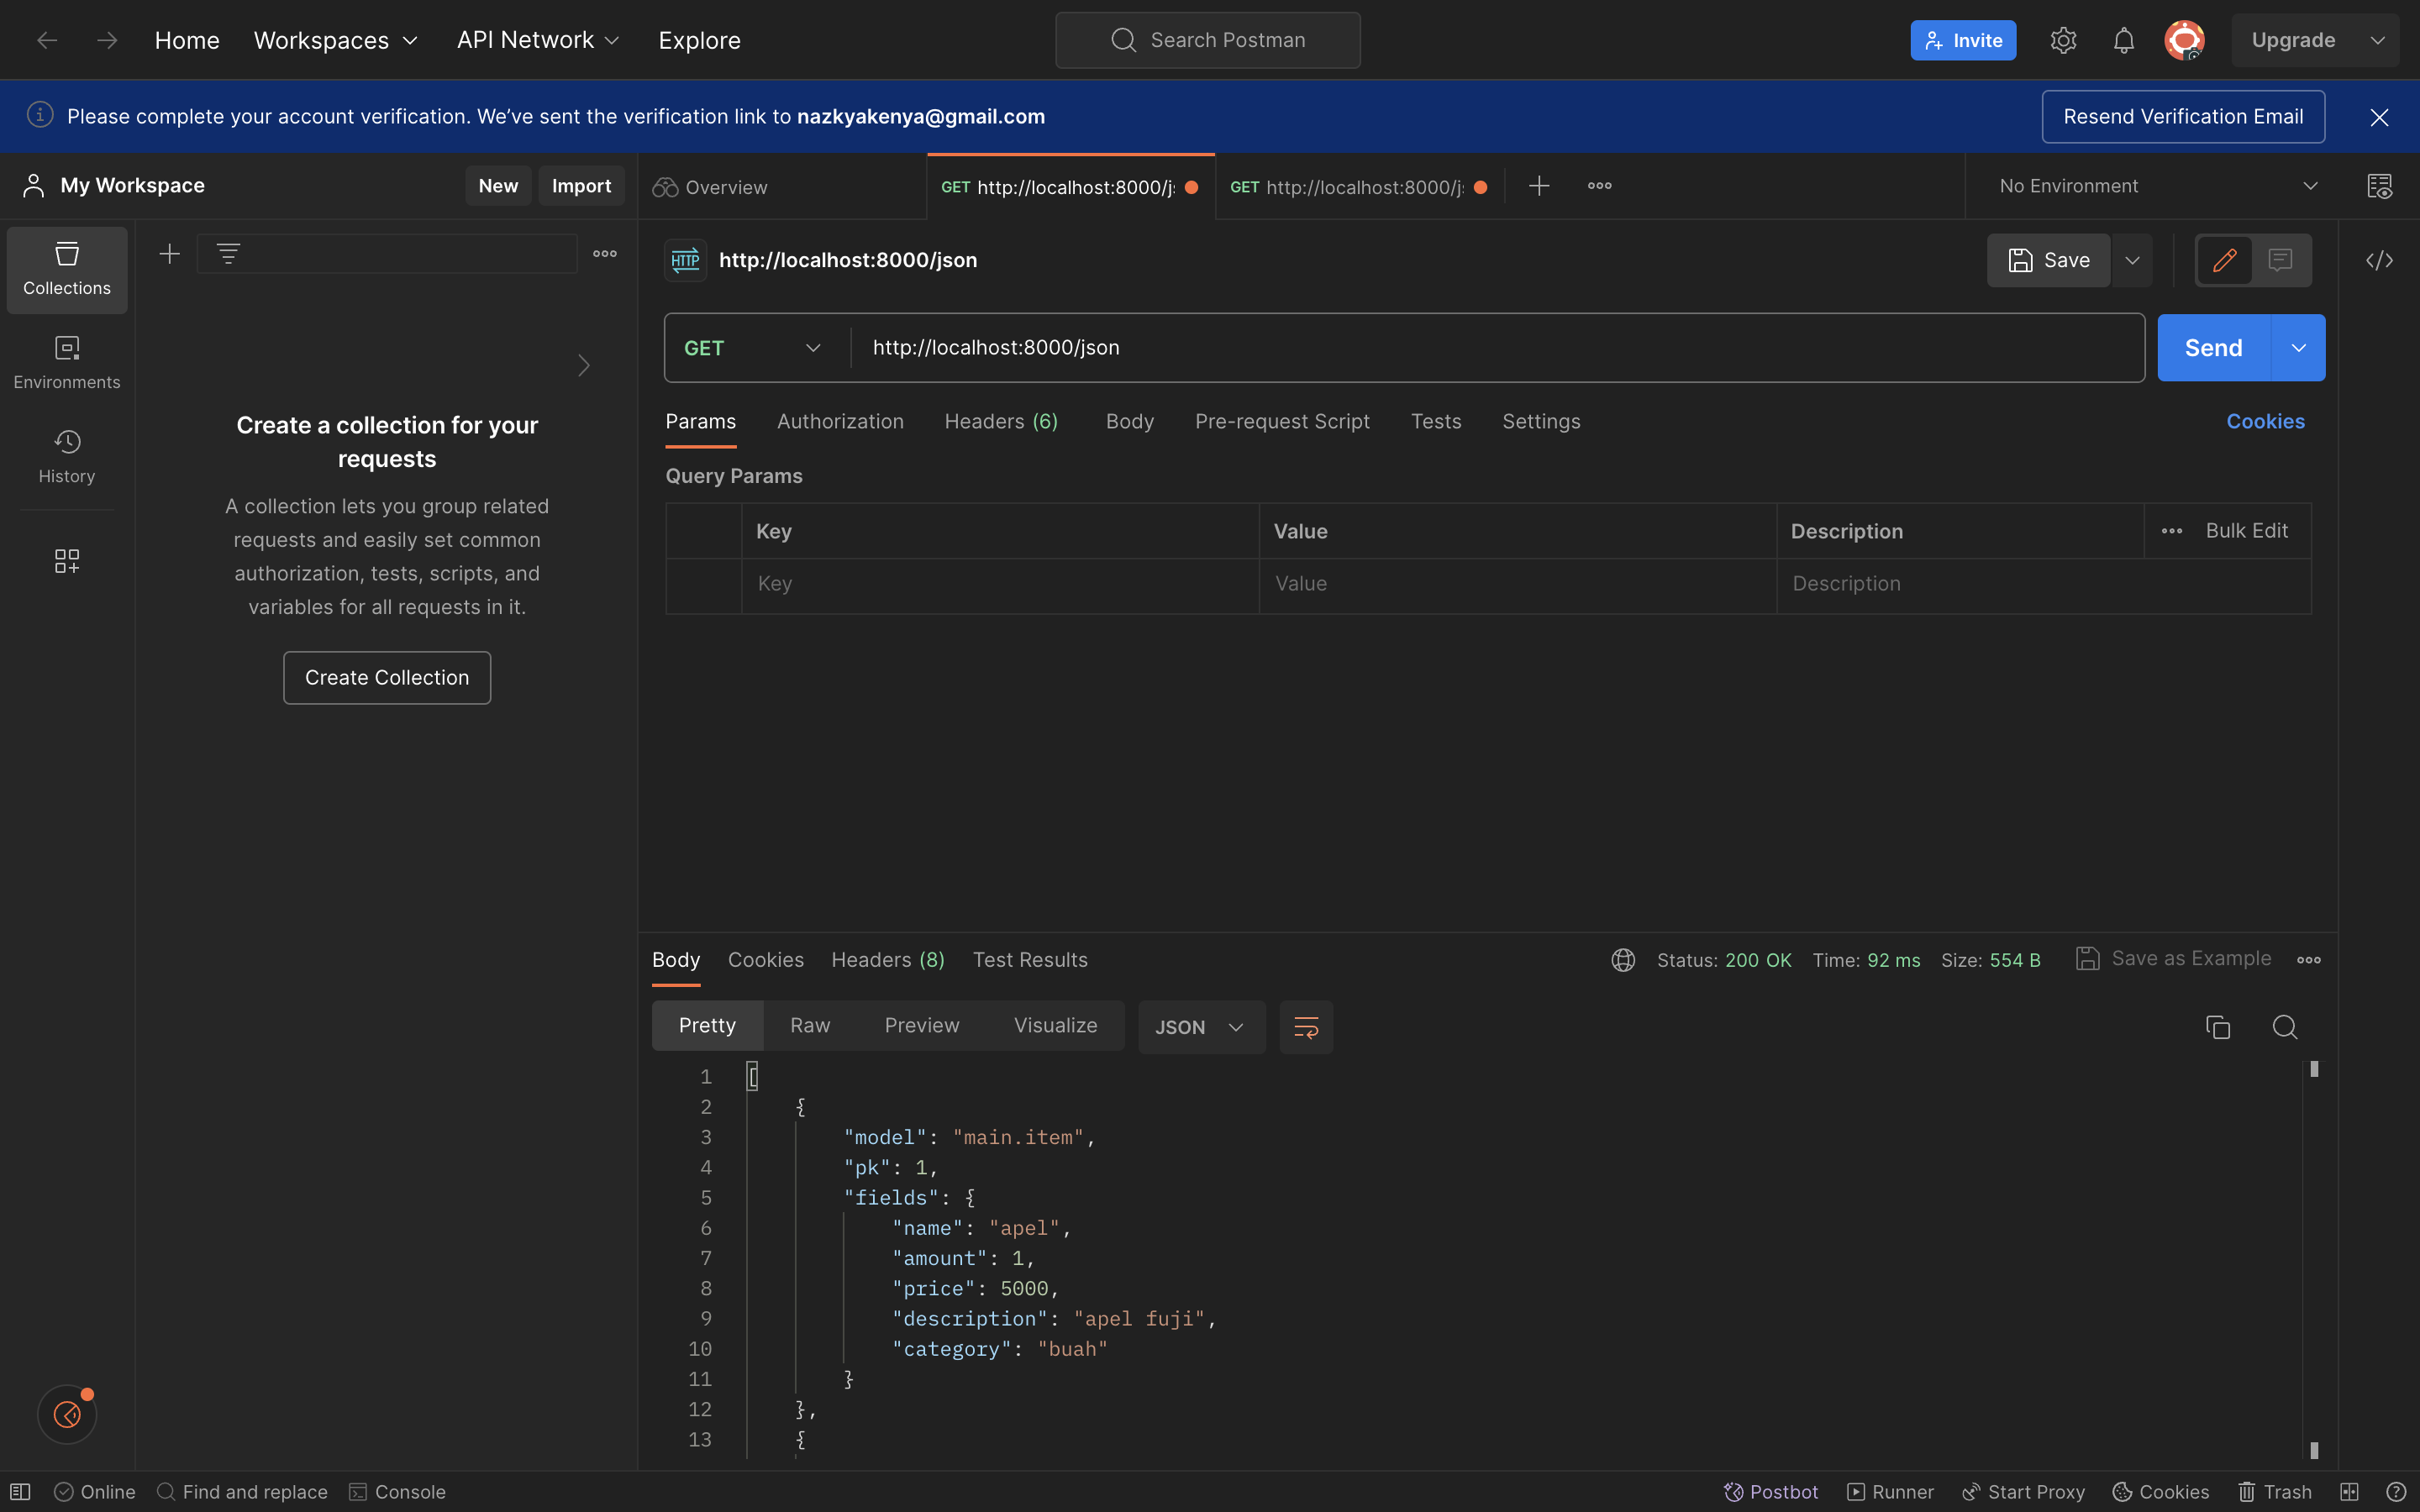 Home Workspaces API Network Explore Search Postman Invite Upgrade
Please complete your account verification. We’ve sent the verification link to nazkyakenya@gmail.com Resend Verification Email
My Workspace New Import Overview GET http://localhost:8000/j GET http://localhost:8000/j No Environment
HTTP http://localhost:8000/json Save
Collections
GET http://localhost:8000/json Send
Environments
Params Authorization Headers (6) Body Pre-request Script Tests Settings Cookies
Create a collection for your
requests
History
Query Params
A collection lets you group related
requests and easily set common
authorization, tests, scripts, and
variables for all requests in it.
Create Collection
Key Value Description Bulk Edit
Key Value Description
Body Cookies Headers (8) Test Results Status: 200 OK Time: 92 ms Size: 554 B Save as Example
Pretty Raw Preview Visualize JSON
1 [
2 {
3 "model": "main.item",
4 "pk": 1,
5 "fields": {
6 "name": "apel",
7 "amount": 1,
8 "price": 5000,
9 "description": "apel fuji",
10 "category": "buah"
11 }
12 },
13 {
Online Find and replace Console Postbot Runner Start Proxy Cookies Trash